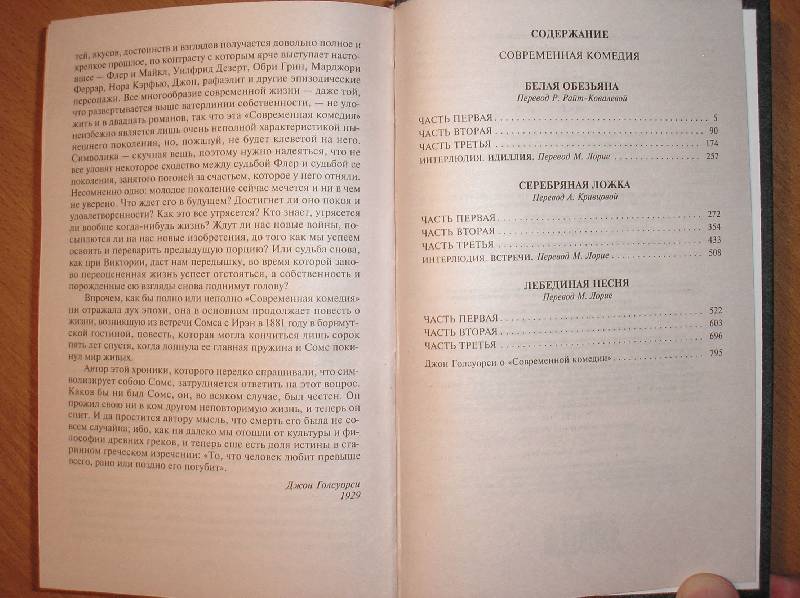 тей, вкусов, достоинств и взглядов получается довольно полное и
крепкое прошлое, по контрасту с которым ярче выступает насто-
ящее — Флер и Майкл, Уилфрид Дезерт, Обри Грин, Марджори
Феррар, Нора Кэрфью, Джон, рафаэлит и другие эпизодические
персонажи. Все многообразие современной жизни — даже той,
что развертывается выше ватерлинии собственности, — не уло-
жить и в двадцать романов, так что эта «Современная комедия»
неизбежно является лишь очень неполной характеристикой ны-
нешнего поколения, но, пожалуй, не будет клеветой на него.
Символика — скучная вещь, поэтому нужно надеяться, что не
все уловят некоторое сходство между судьбой Флер и судьбой ее
поколения, занятого погоней за счастьем, которое у него отняли.
Несомненно одно: молодое поколение сейчас мечется и ни в чем
не уверено. Что ждет его в будущем? Достигнет ли оно покоя и
удовлетворенности? Как это все утрясется? Кто знает, утрясется
ли вообще когда-нибудь жизнь? Ждут ли нас новые войны, по-
сыплются ли на нас новые изобретения, до того как мы успеем
освоить и переварить предыдущую порцию? Или судьба снова,
как при Виктории, даст нам передышку, во время которой зано-
во переоцененная жизнь успеет отстояться, а собственность и
порожденные ею взгляды снова поднимут голову?
Впрочем, как бы полно или неполно «Современная комедия»
ни отражала дух эпохи, она в основном продолжает повесть о
жизни, возникшую из встречи Сомса с Ирэн в 1881 году в борнмут-
ской гостиной, повесть, которая могла кончиться лишь сорок
пять лет спустя, когда лопнула ее главная пружина и Сомс поки-
нул мир живых.
Автор этой хроники, которого нередко спрашивали, что сим-
волизирует собою Сомс, затрудняется ответить на этот вопрос.
Каков бы ни был Сомс, он, во всяком случае, был честен. Он
прожил свою ни в ком другом неповторимую жизнь, и теперь он
спит. И да простится автору мысль, что смерть его была не со-
всем случайна; ибо, как ни далеко мы отошли от культуры и фи-
лософии древних греков, и теперь еще есть доля истины в ста-
ринном греческом изречении: «То, что человек любит превыше
всего, рано или поздно его погубит».
Джон Голсуорси
1929
СОДЕРЖАНИЕ
СОВРЕМЕННАЯ КОМЕДИЯ
БЕЛАЯ ОБЕЗЬЯНА
Перевод Р. Райт-Ковалевой
ЧАСТЬ ПЕРВАЯ . . . 5
ЧАСТЬ ВТОРАЯ . . . 90
ЧАСТЬ ТРЕТЬЯ . . . 174
ИНТЕРЛЮДИЯ. ИДИЛЛИЯ. Перевод М. Лорие . . . 257
СЕРЕБРЯНАЯ ЛОЖКА
Перевод А. Кривцовой
ЧАСТЬ ПЕРВАЯ . . . 272
ЧАСТЬ ВТОРАЯ . . . 354
ЧАСТЬ ТРЕТЬЯ . . . 433
ИНТЕРЛЮДИЯ. ВСТРЕЧИ. Перевод М. Лорие . . . 508
ЛЕБЕДИНАЯ ПЕСНЯ
Перевод М. Лорие
ЧАСТЬ ПЕРВАЯ . . . 522
ЧАСТЬ ВТОРАЯ . . . 603
ЧАСТЬ ТРЕТЬЯ . . . 696
Джон Голсуорси о «Современной комедии» . . . 795